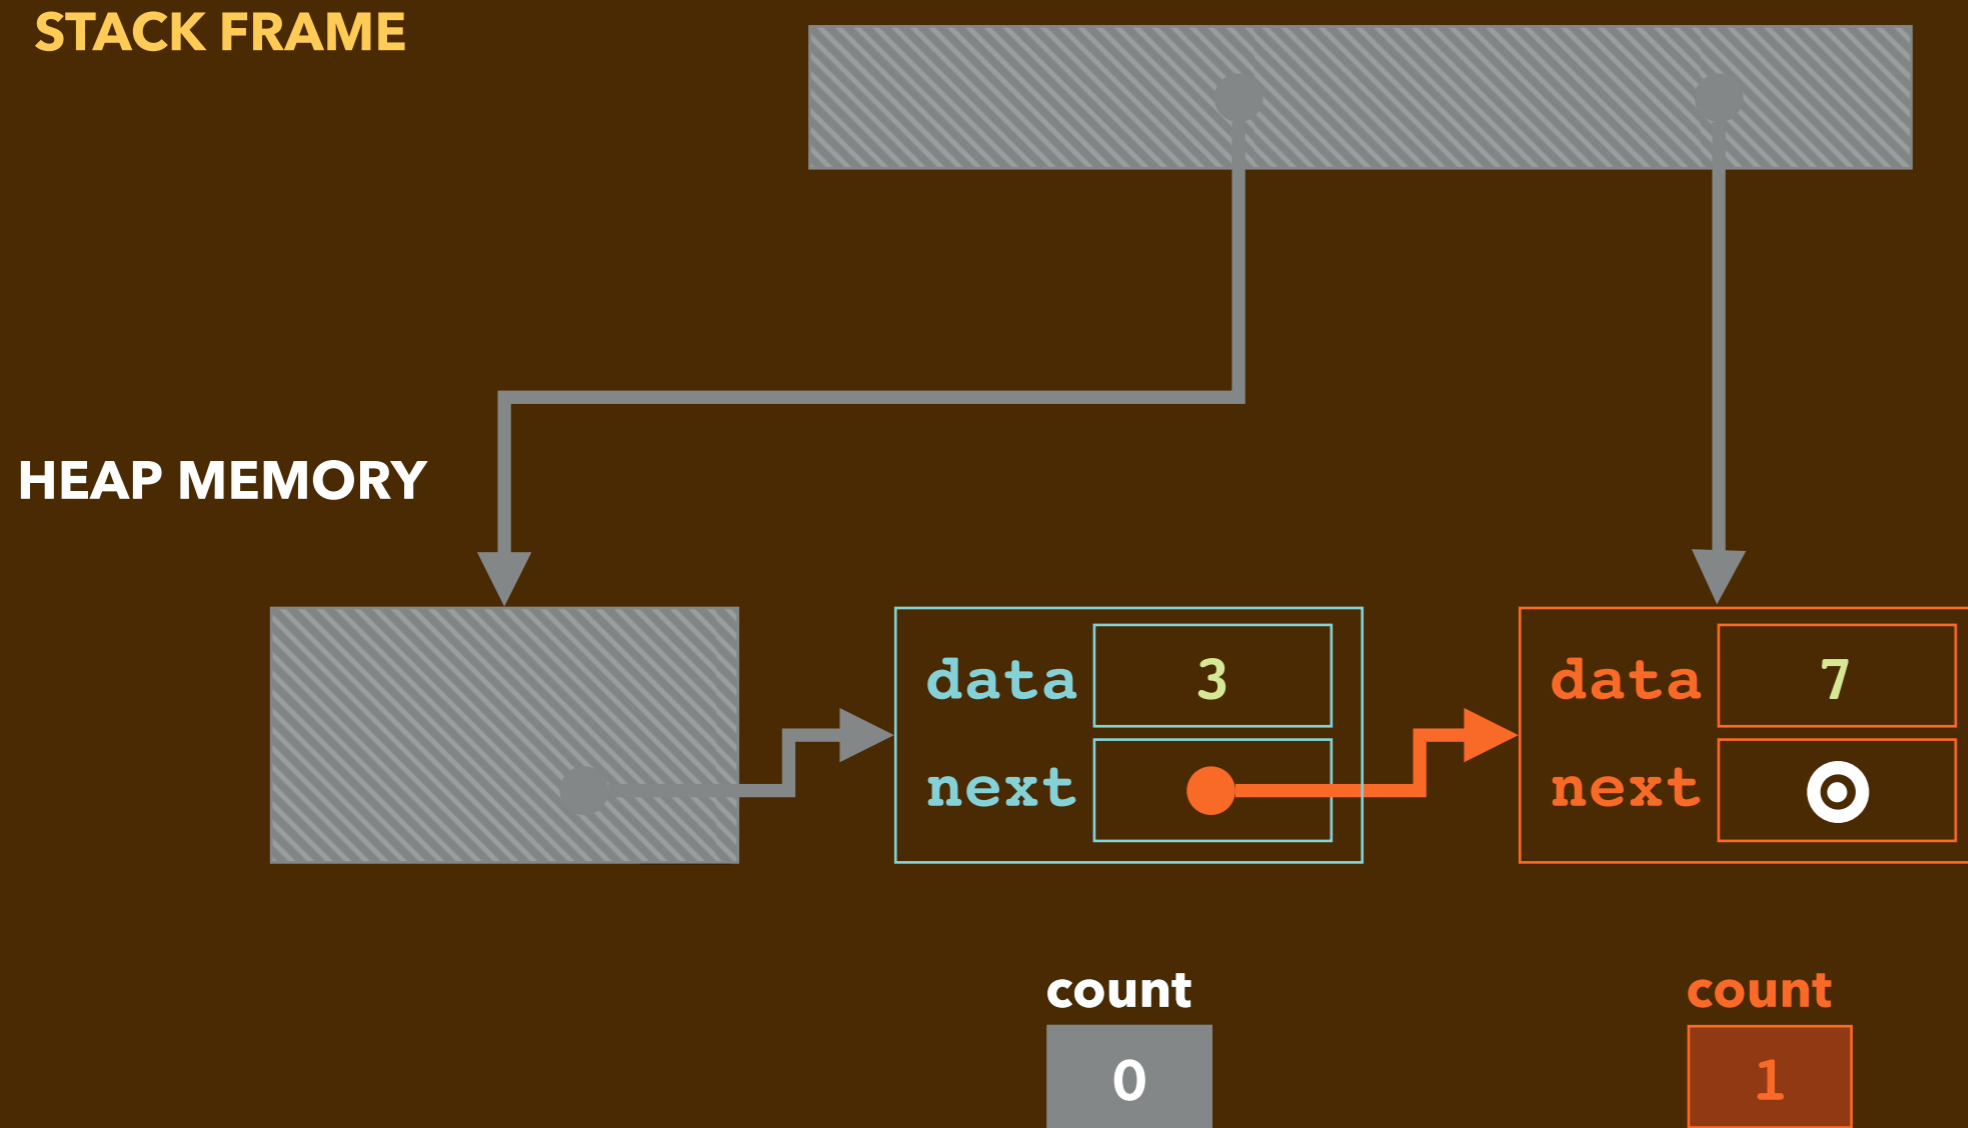 STACK FRAME
HEAP MEMORY
data 3
next
data 7
next
count
0
count
1